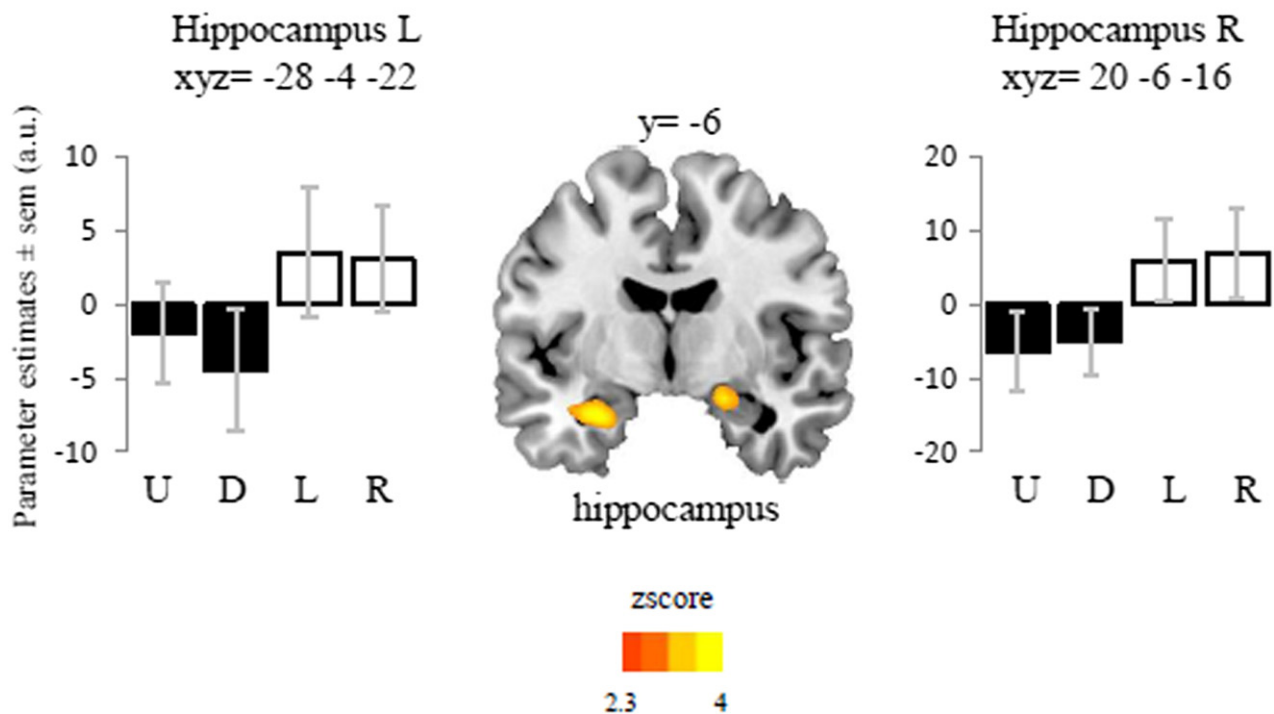 Hippocampus L
xyz= -28 -4 -22
Parameter estimates ± sem (a.u.)
10
5
0
-5
-10
U D L R
y= -6
hippocampus
zscore
2.3 4
Hippocampus R
xyz= 20 -6 -16
20
10
0
-10
-20
U D L R